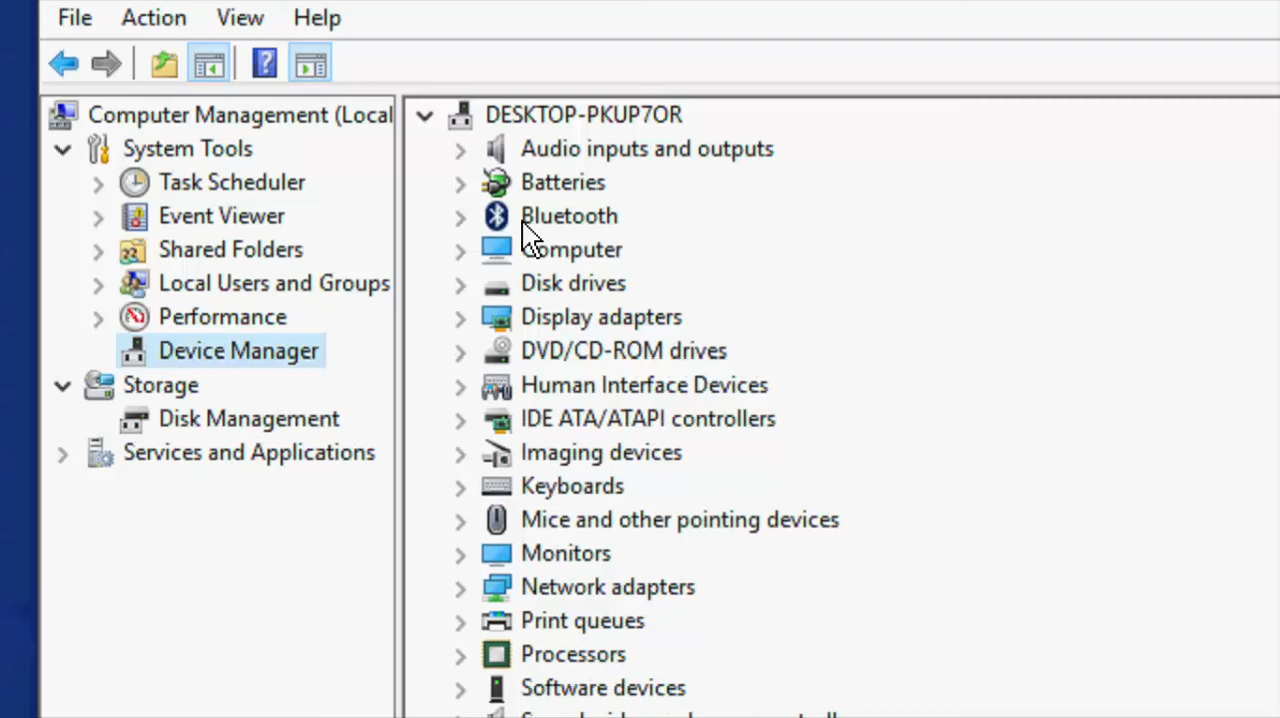 File Action View Help
Computer Management (Local
System Tools
Task Scheduler
Event Viewer
Shared Folders
Local Users and Groups
Performance
Device Manager
Storage
Disk Management
Services and Applications
DESKTOP-PKUP7OR
Audio inputs and outputs
Batteries
Bluetooth
Computer
Disk drives
Display adapters
DVD/CD-ROM drives
Human Interface Devices
IDE ATA/ATAPI controllers
Imaging devices
Keyboards
Mice and other pointing devices
Monitors
Network adapters
Print queues
Processors
Software devices